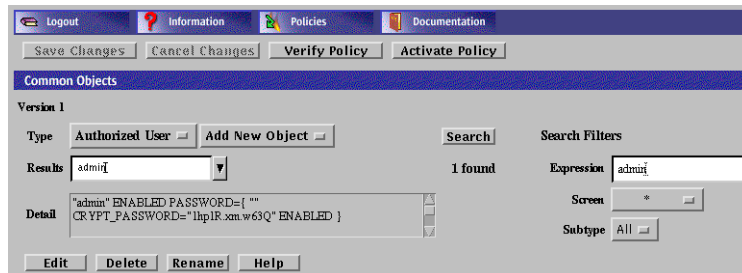 Logout Information Policies Documentation
Save Changes Cancel Changes Verify Policy Activate Policy
Common Objects
Version 1
Type Authorized User Add New Object Search Search Filters
Results admin 1 found Expression admin
Detail "admin" ENABLED PASSWORD={ ""
CRYPT_PASSWORD="1hp1R.xm.w63Q" ENABLED }
Screen *
Subtype All
Edit Delete Rename Help